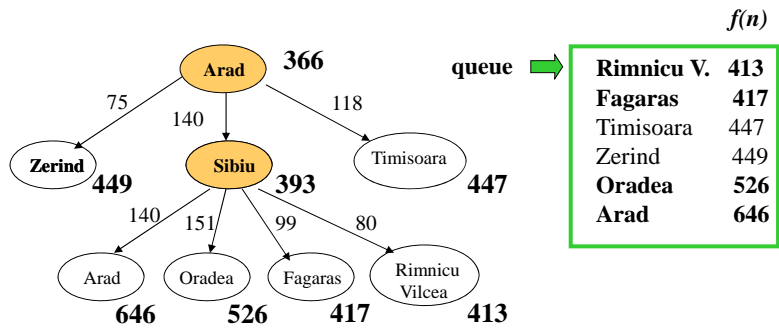 f(n)
Arad 366
queue
Rimnicu V. 413
Fagaras 417
Timisoara 447
Zerind 449
Oradea 526
Arad 646
75
140
118
Zerind 449
Sibiu 393
Timisoara 447
140
151
99
80
Arad 646
Oradea 526
Fagaras 417
Rimnicu
Vilcea 413